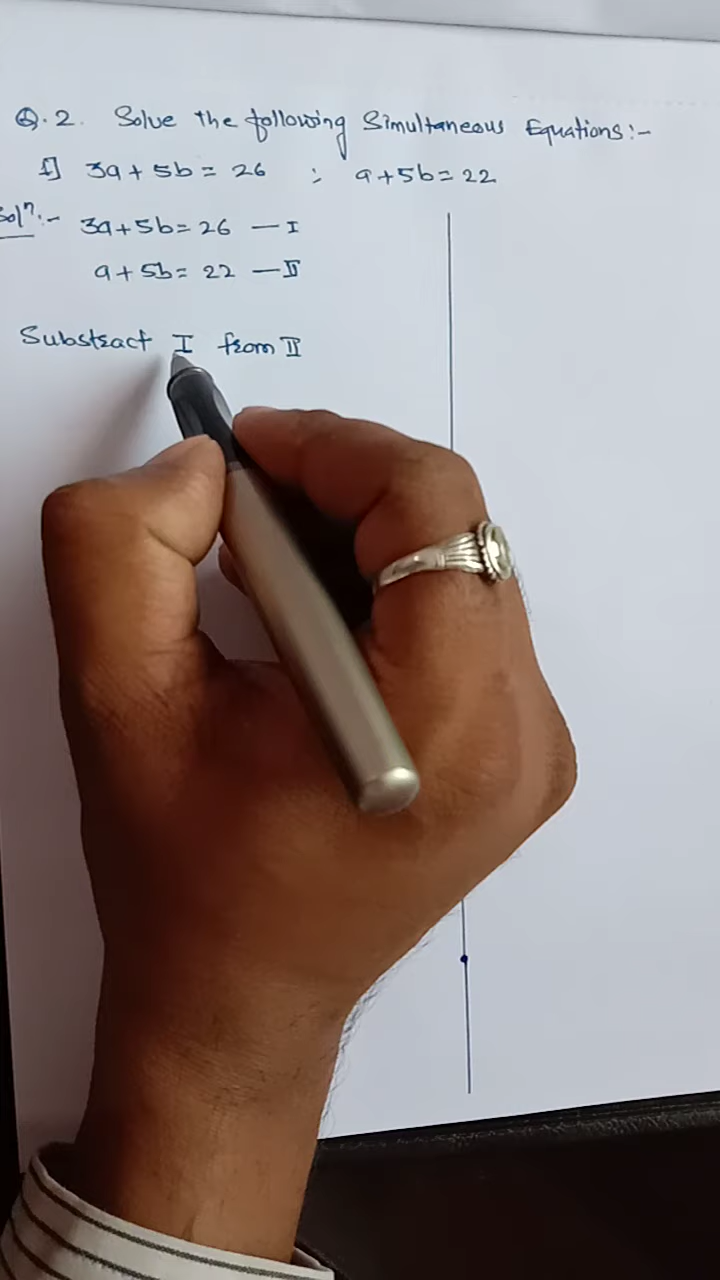 Q.2. Solve the following Simultaneous Equations:-
I] 3a + 5b = 26 ; a + 5b = 22
Solⁿ:- 3a + 5b = 26 — I
a + 5b = 22 — II
Substract I from II